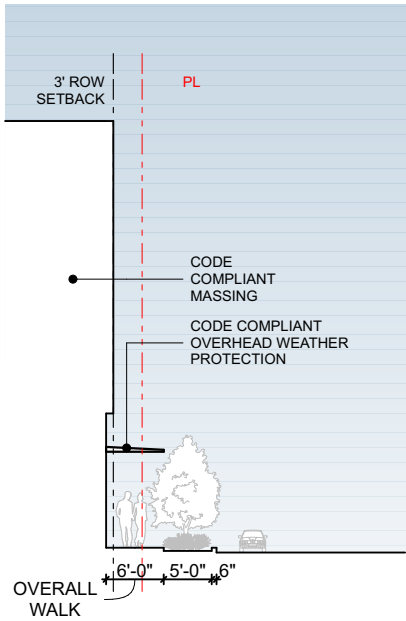 3' ROW
SETBACK
PL
CODE
COMPLIANT
MASSING
CODE COMPLIANT
OVERHEAD WEATHER
PROTECTION
6'-0" 5'-0" 6"
OVERALL
WALK